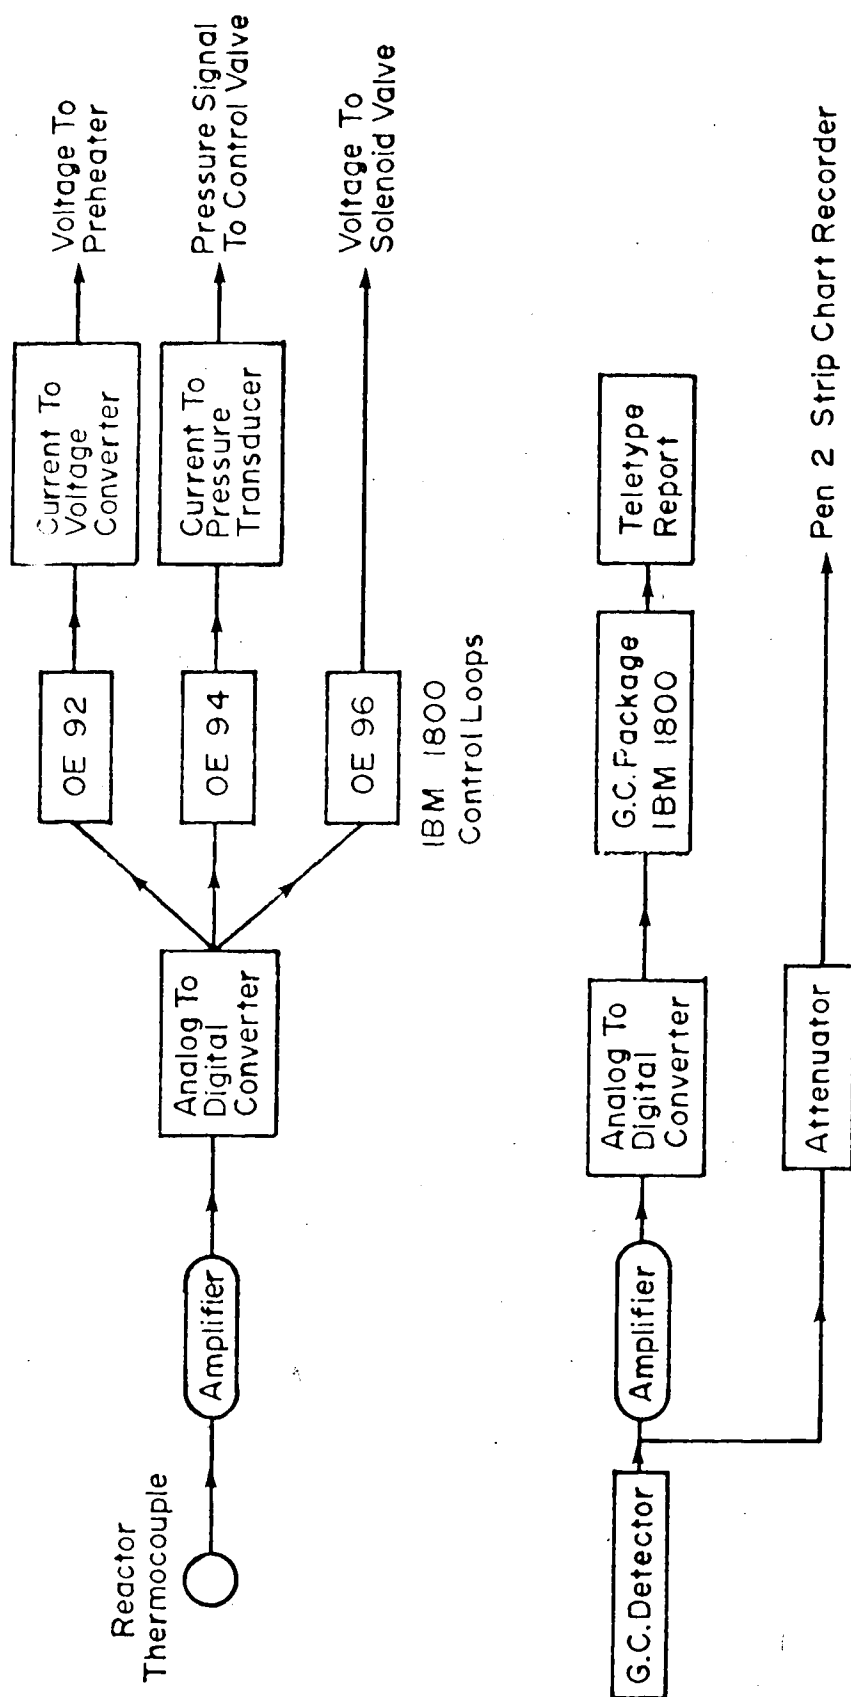 Reactor
Thermocouple
Amplifier
Analog To
Digital
Converter
OE 92
OE 94
OE 96
IBM 1800
Control Loops
Current To
Voltage
Converter
Current To
Pressure
Transducer
Voltage To
Preheater
Pressure Signal
To Control Valve
Voltage To
Solenoid Valve
G.C. Detector
Amplifier
Analog To
Digital
Converter
G.C. Package
IBM 1800
Teletype
Report
Attenuator
Pen 2 Strip Chart Recorder